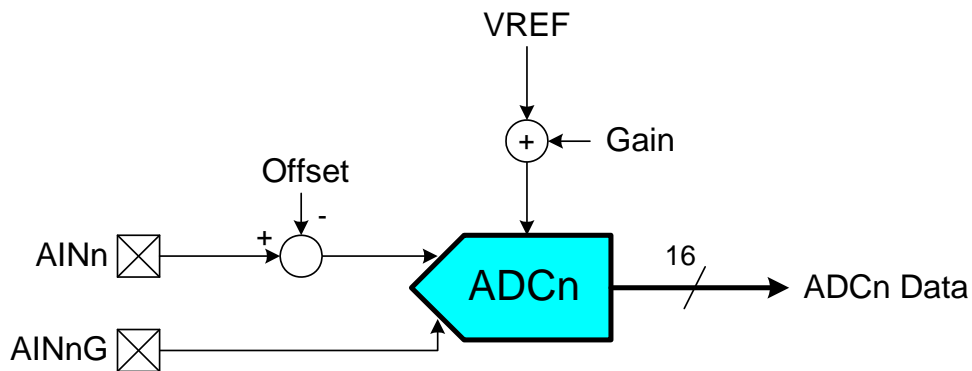 VREF
+
Gain
Offset
-
+
AINn
ADCn
16
ADCn Data
AINnG